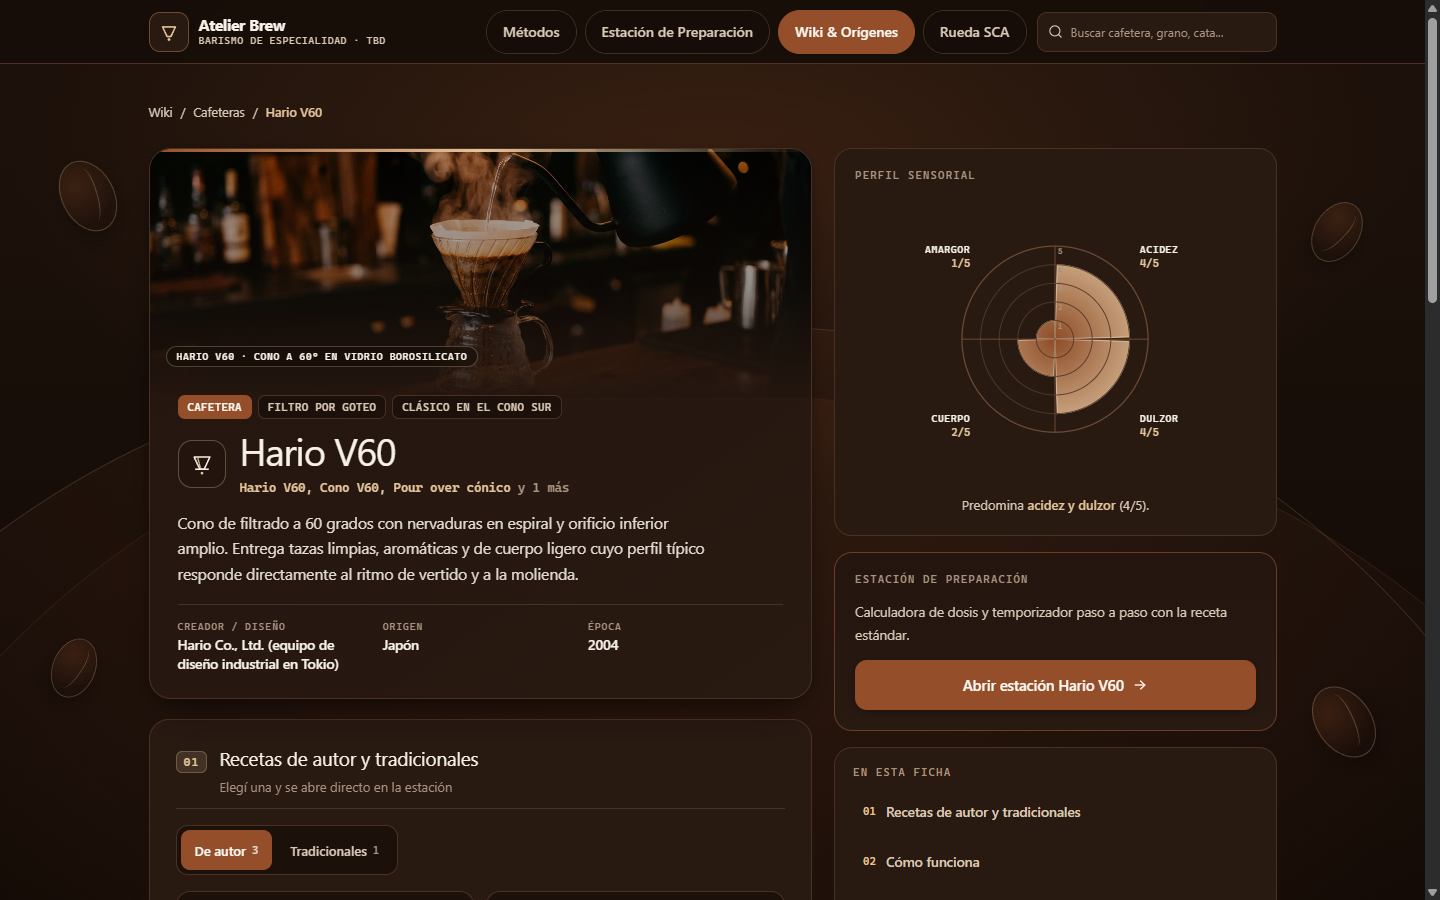 Atelier Brew
BARISMO DE ESPECIALIDAD · TBD
Métodos
Estación de Preparación
Wiki & Orígenes
Rueda SCA
Buscar cafetera, grano, cata...
Wiki / Cafeteras / Hario V60
HARIO V60 · CONO A 60° EN VIDRIO BOROSILICATO
CAFETERA
FILTRO POR GOTEO
CLÁSICO EN EL CONO SUR
Hario V60
Hario V60, Cono V60, Pour over cónico y 1 más
Cono de filtrado a 60 grados con nervaduras en espiral y orificio inferior
amplio. Entrega tazas limpias, aromáticas y de cuerpo ligero cuyo perfil típico
responde directamente al ritmo de vertido y a la molienda.
CREADOR / DISEÑO
Hario Co., Ltd. (equipo de
diseño industrial en Tokio)
ORIGEN
Japón
ÉPOCA
2004
01
Recetas de autor y tradicionales
Elegí una y se abre directo en la estación
De autor 3
Tradicionales 1
PERFIL SENSORIAL
AMARGOR
1/5
ACIDEZ
4/5
5
1
CUERPO
2/5
DULZOR
4/5
Predomina acidez y dulzor (4/5).
ESTACIÓN DE PREPARACIÓN
Calculadora de dosis y temporizador paso a paso con la receta
estándar.
Abrir estación Hario V60 →
EN ESTA FICHA
01 Recetas de autor y tradicionales
02 Cómo funciona